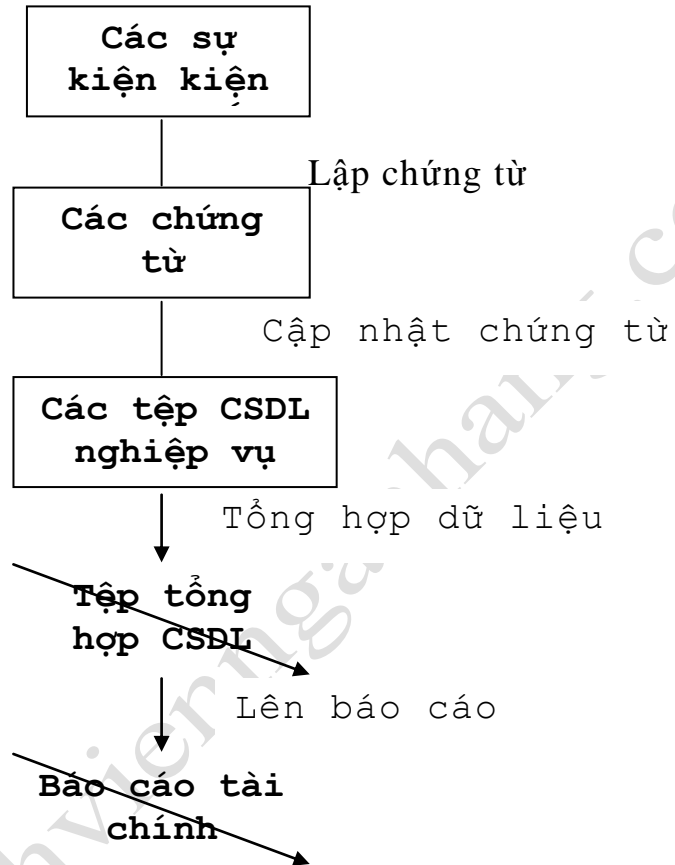 Các sự
kiện kiện
Lập chứng từ
Các chứng
từ
Cập nhật chứng từ
Các tệp CSDL
nghiệp vụ
Tổng hợp dữ liệu
Tệp tổng
hợp CSDL
Lên báo cáo
Báo cáo tài
chính